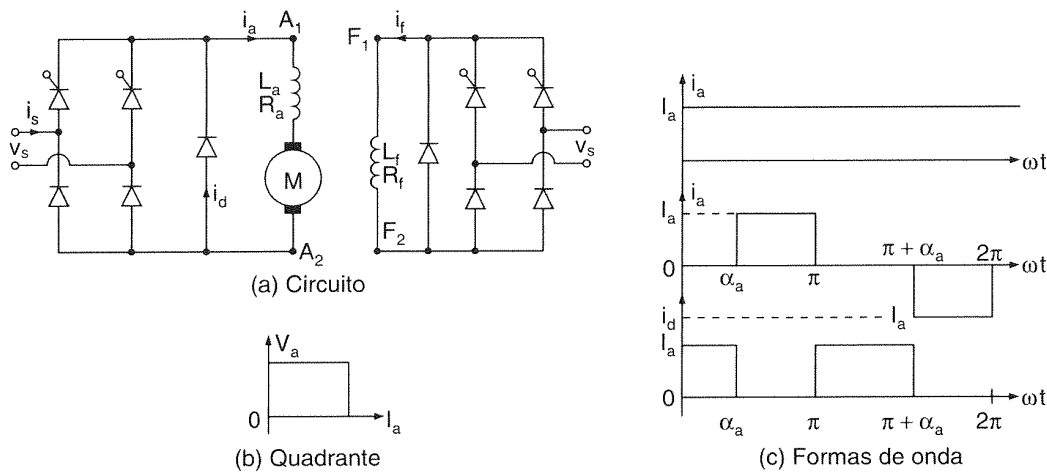 i_a A_1
L_a
R_a
i_s
v_s
M
i_d
A_2
i_f
F_1
L_f
R_f
F_2
v_s
(a) Circuito
V_a
0
I_a
(b) Quadrante
i_a
I_a
ωt
i_a
I_a
0
α_a π π + α_a 2π ωt
I_a
i_d
I_a
0
α_a π π + α_a 2π ωt
(c) Formas de onda